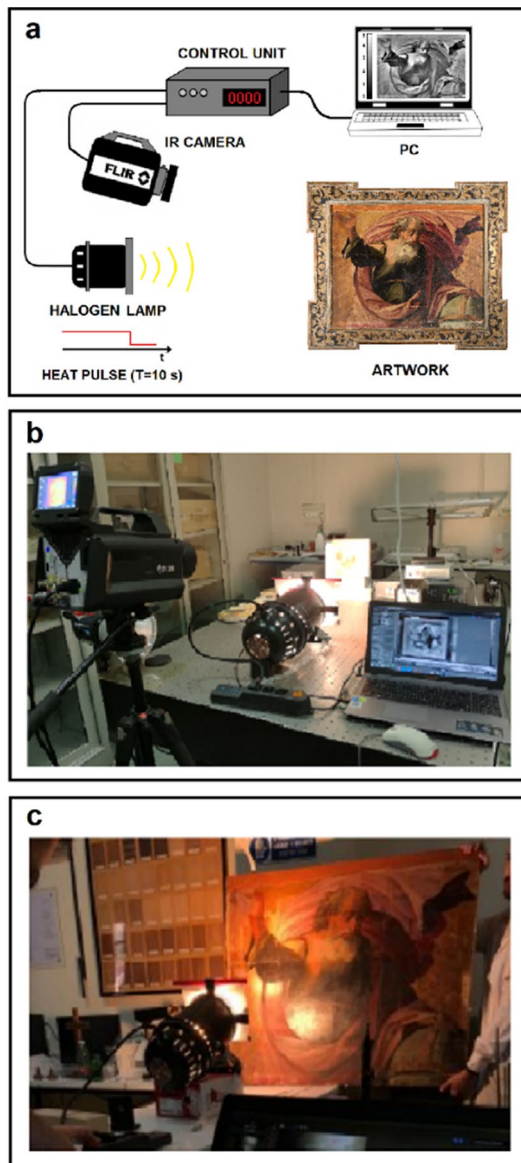 a
CONTROL UNIT
0000
IR CAMERA
PC
FLIR
HALOGEN LAMP
t
HEAT PULSE (T=10 s)
ARTWORK
b
c